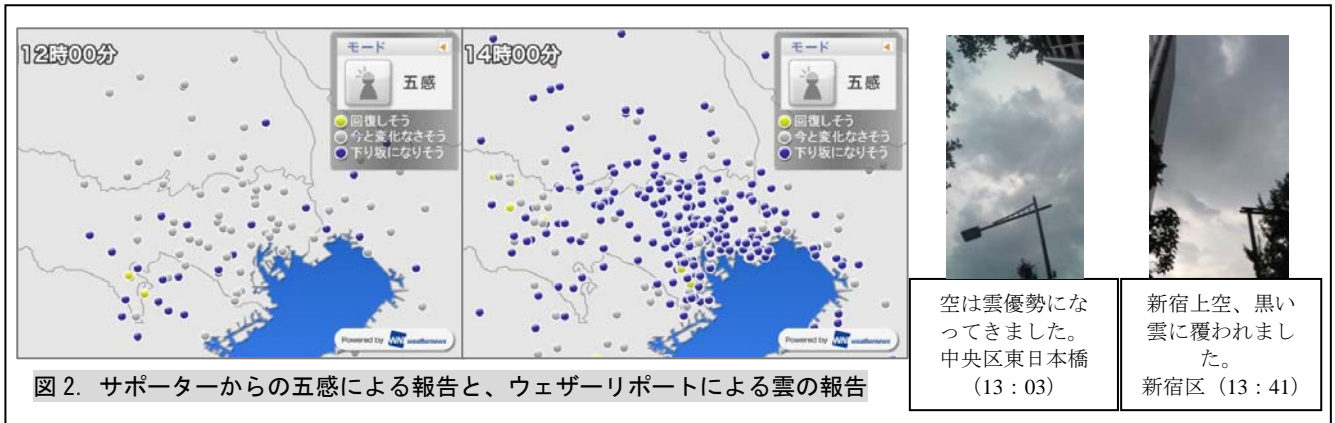 12時00分
モード
五感
回復しそう
今と変化なさそう
下り坂になりそう
Powered by WNI weathernews
14時00分
モード
五感
回復しそう
今と変化なさそう
下り坂になりそう
Powered by WNI weathernews
図 2. サポーターからの五感による報告と、ウェザーリポートによる雲の報告
空は雲優勢にな
ってきました。
中央区東日本橋
（13：03）
新宿上空、黒い
雲に覆われまし
た。
新宿区（13：41）